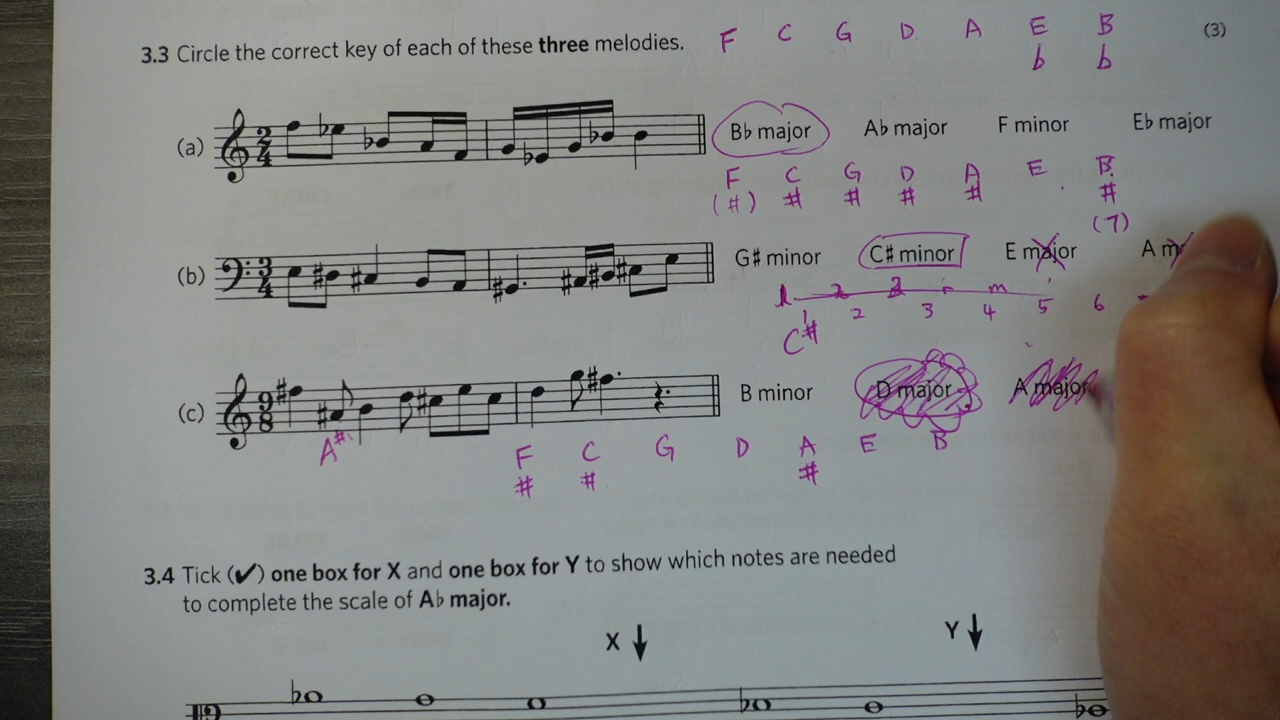 3.3 Circle the correct key of each of these three melodies. F C G D A E B (3)
b b
(a) 2 4 B♭ major A♭ major F minor E♭ major
F C G D A E B
(#) # # # # #
(7)
(b) 3 4 G# minor C# minor E major A m
1 2 3 4 5 6
C#
(c) 9 8 B minor D major A major
A# F C G D A E B
# # #
3.4 Tick (✔) one box for X and one box for Y to show which notes are needed
to complete the scale of A♭ major.
X ↓ Y ↓